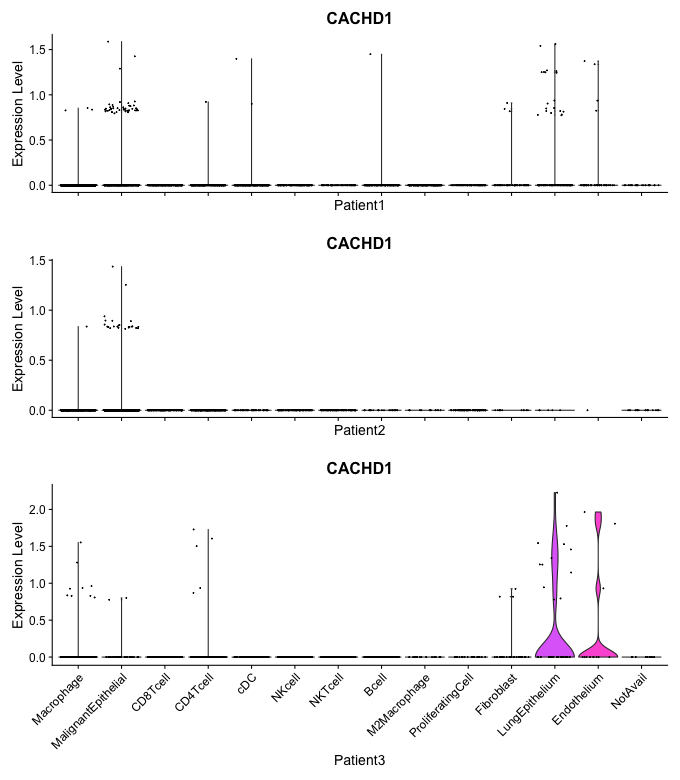 CACHD1
Expression Level
1.5
1.0
0.5
0.0
Patient1
CACHD1
Expression Level
1.5
1.0
0.5
0.0
Patient2
CACHD1
Expression Level
2.0
1.5
1.0
0.5
0.0
Macrophage
MalignantEpithelial
CD8Tcell
CD4Tcell
cDC
NKcell
NKTcell
Bcell
M2Macrophage
ProliferatingCell
Fibroblast
LungEpithelium
Endothelium
NotAvail
Patient3